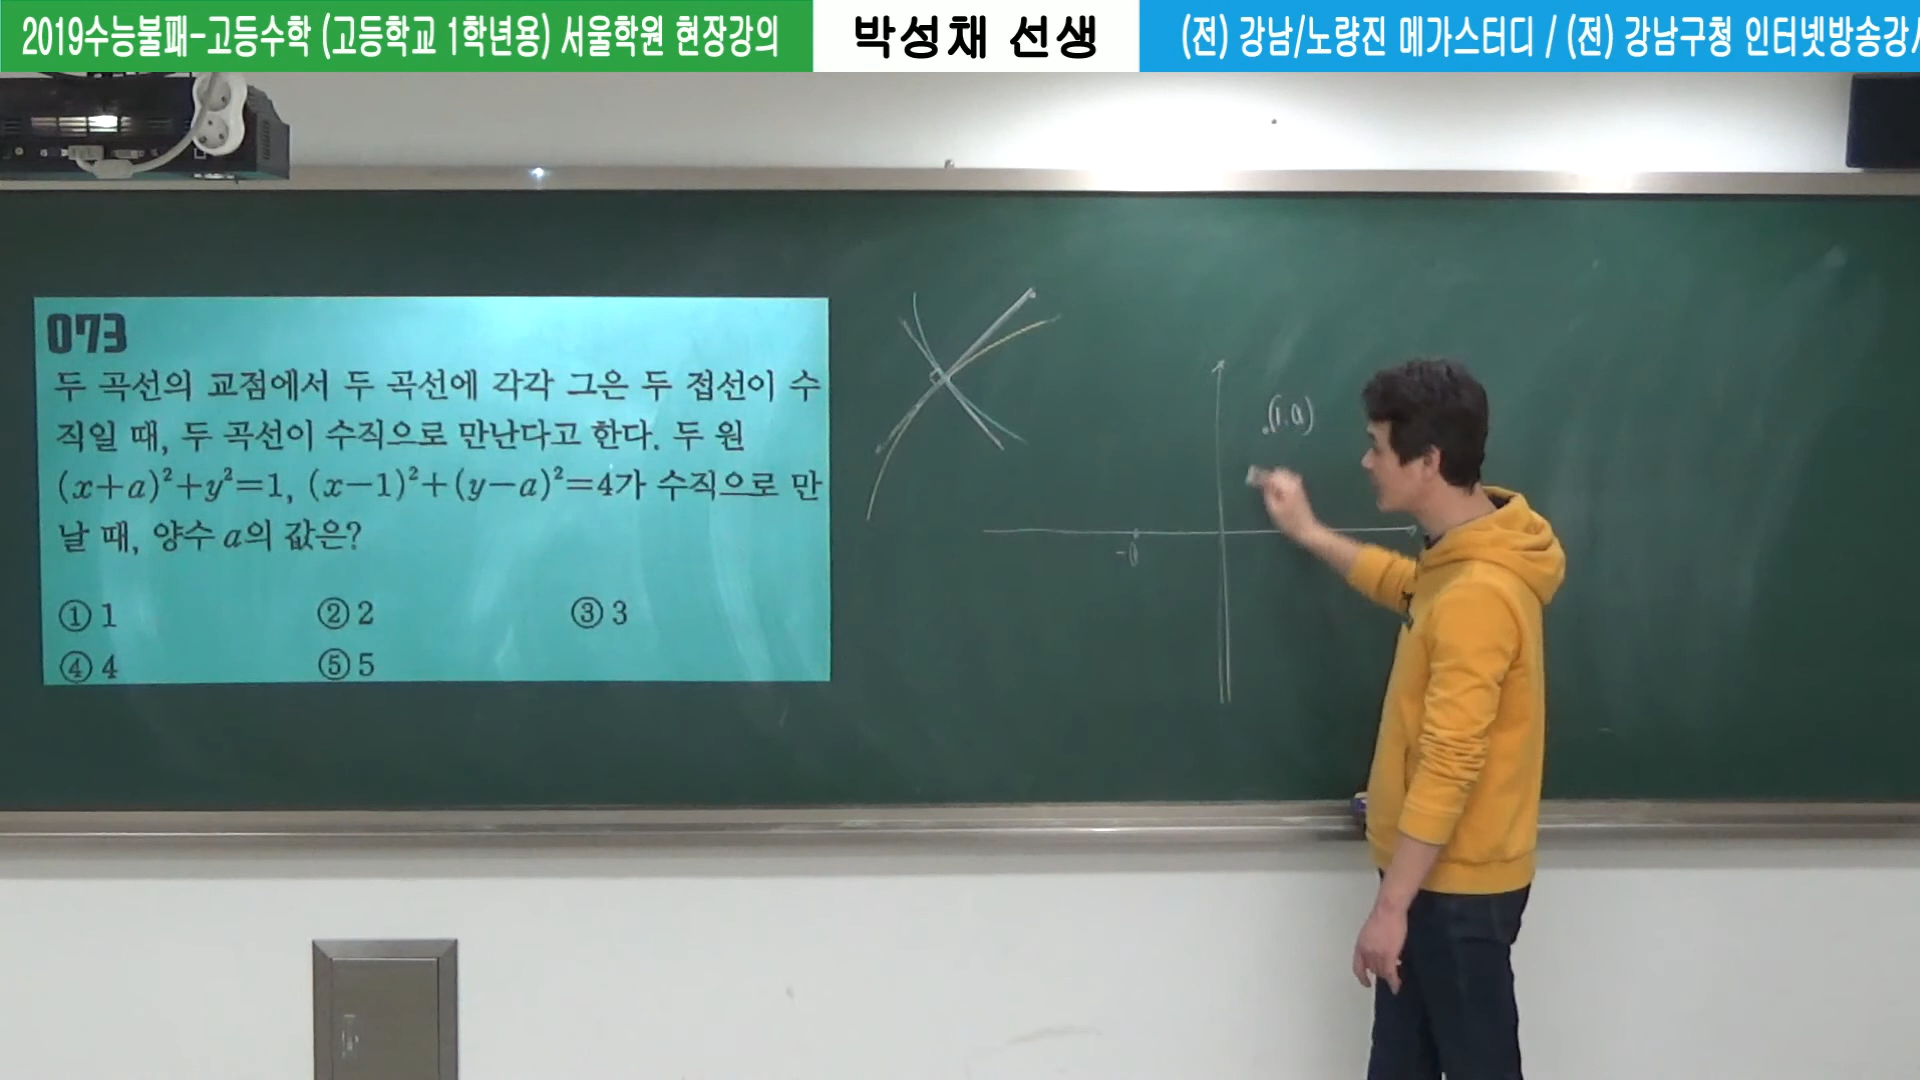 2019수능불패-고등수학 (고등학교 1학년용) 서울학원 현장강의
박성채 선생
(전) 강남/노량진 메가스터디 / (전) 강남구청 인터넷방송강사
073
두 곡선의 교점에서 두 곡선에 각각 그은 두 접선이 수
직일 때, 두 곡선이 수직으로 만난다고 한다. 두 원
(x+a)²+y²=1, (x−1)²+(y−a)²=4가 수직으로 만
날 때, 양수 a의 값은?
① 1 ② 2 ③ 3
④ 4 ⑤ 5
(1.a)
-a